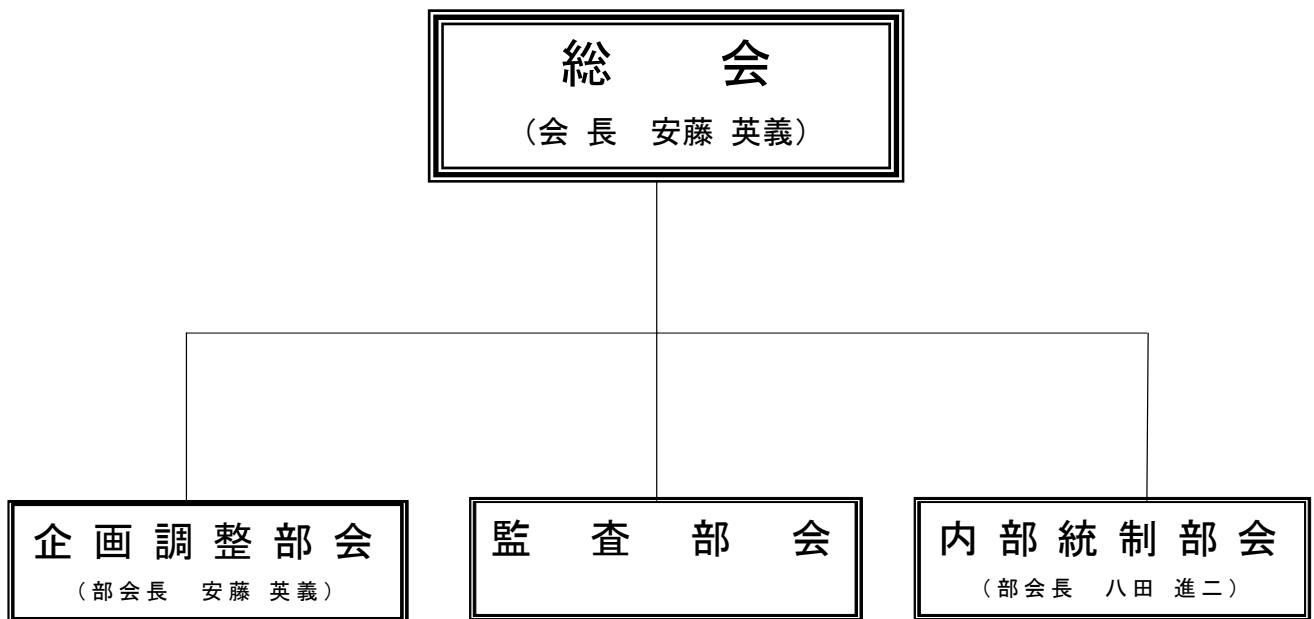 総会
（会長 安藤 英義）
企画調整部会
（部会長 安藤 英義）
監査部会
内部統制部会
（部会長 八田 進二）